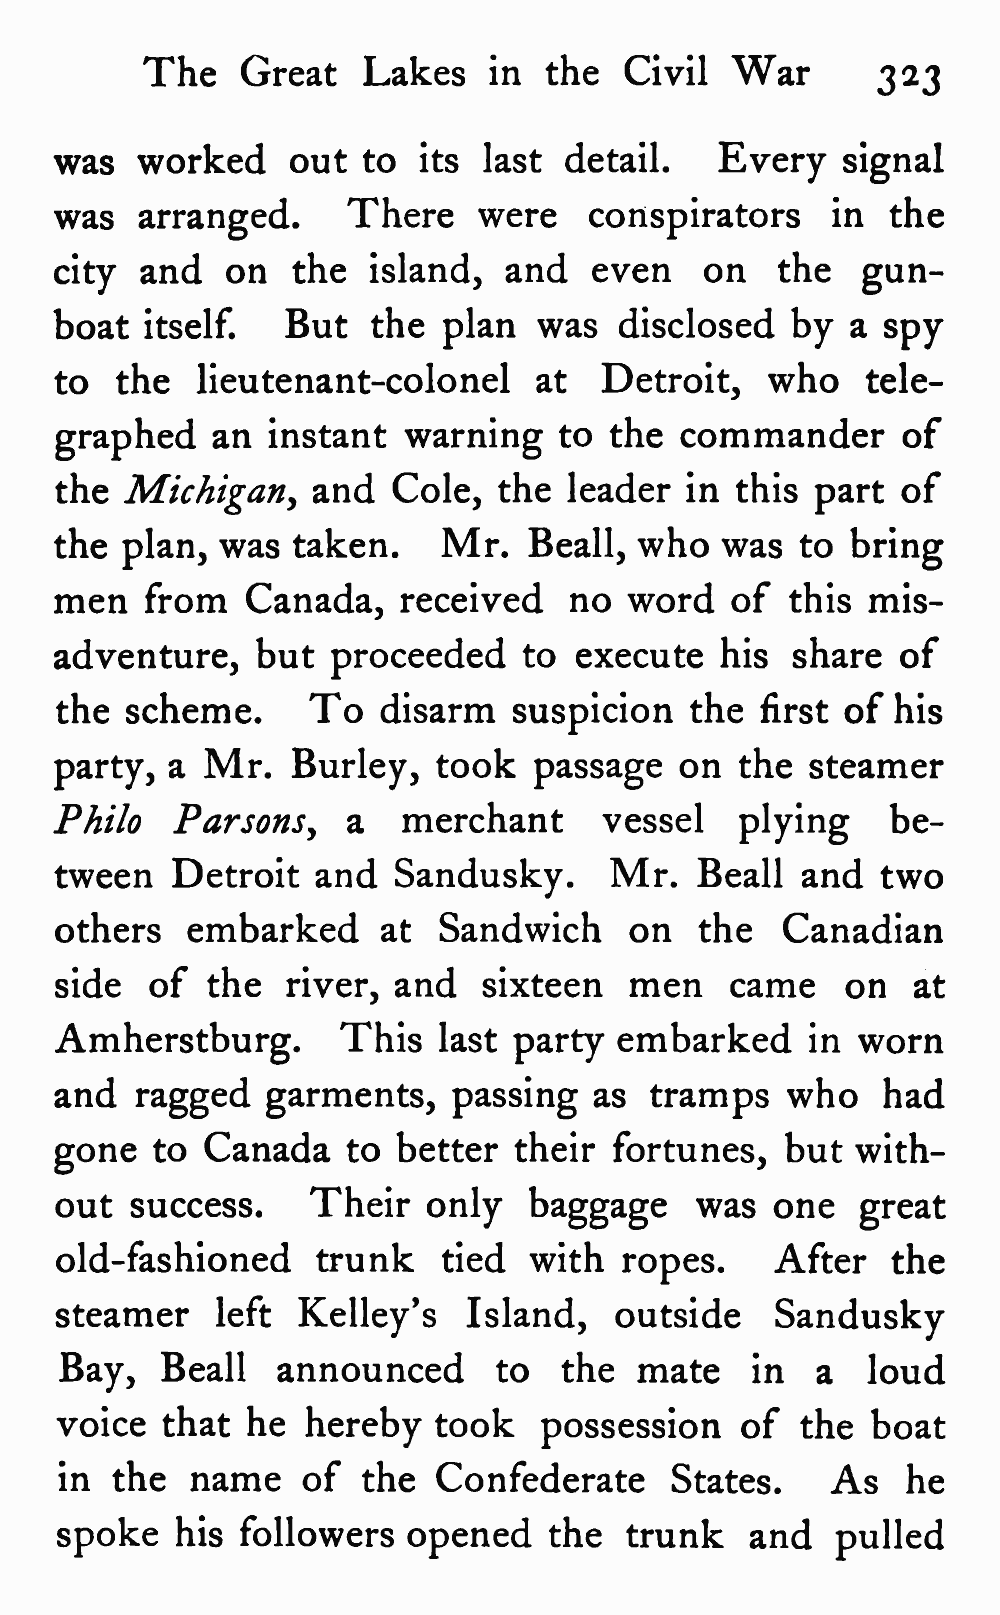 The Great Lakes in the Civil War 323
was worked out to its last detail. Every signal
was arranged. There were conspirators in the
city and on the island, and even on the gun-
boat itself. But the plan was disclosed by a spy
to the lieutenant-colonel at Detroit, who tele-
graphed an instant warning to the commander of
the Michigan, and Cole, the leader in this part of
the plan, was taken. Mr. Beall, who was to bring
men from Canada, received no word of this mis-
adventure, but proceeded to execute his share of
the scheme. To disarm suspicion the first of his
party, a Mr. Burley, took passage on the steamer
Philo Parsons, a merchant vessel plying be-
tween Detroit and Sandusky. Mr. Beall and two
others embarked at Sandwich on the Canadian
side of the river, and sixteen men came on at
Amherstburg. This last party embarked in worn
and ragged garments, passing as tramps who had
gone to Canada to better their fortunes, but with-
out success. Their only baggage was one great
old-fashioned trunk tied with ropes. After the
steamer left Kelley's Island, outside Sandusky
Bay, Beall announced to the mate in a loud
voice that he hereby took possession of the boat
in the name of the Confederate States. As he
spoke his followers opened the trunk and pulled